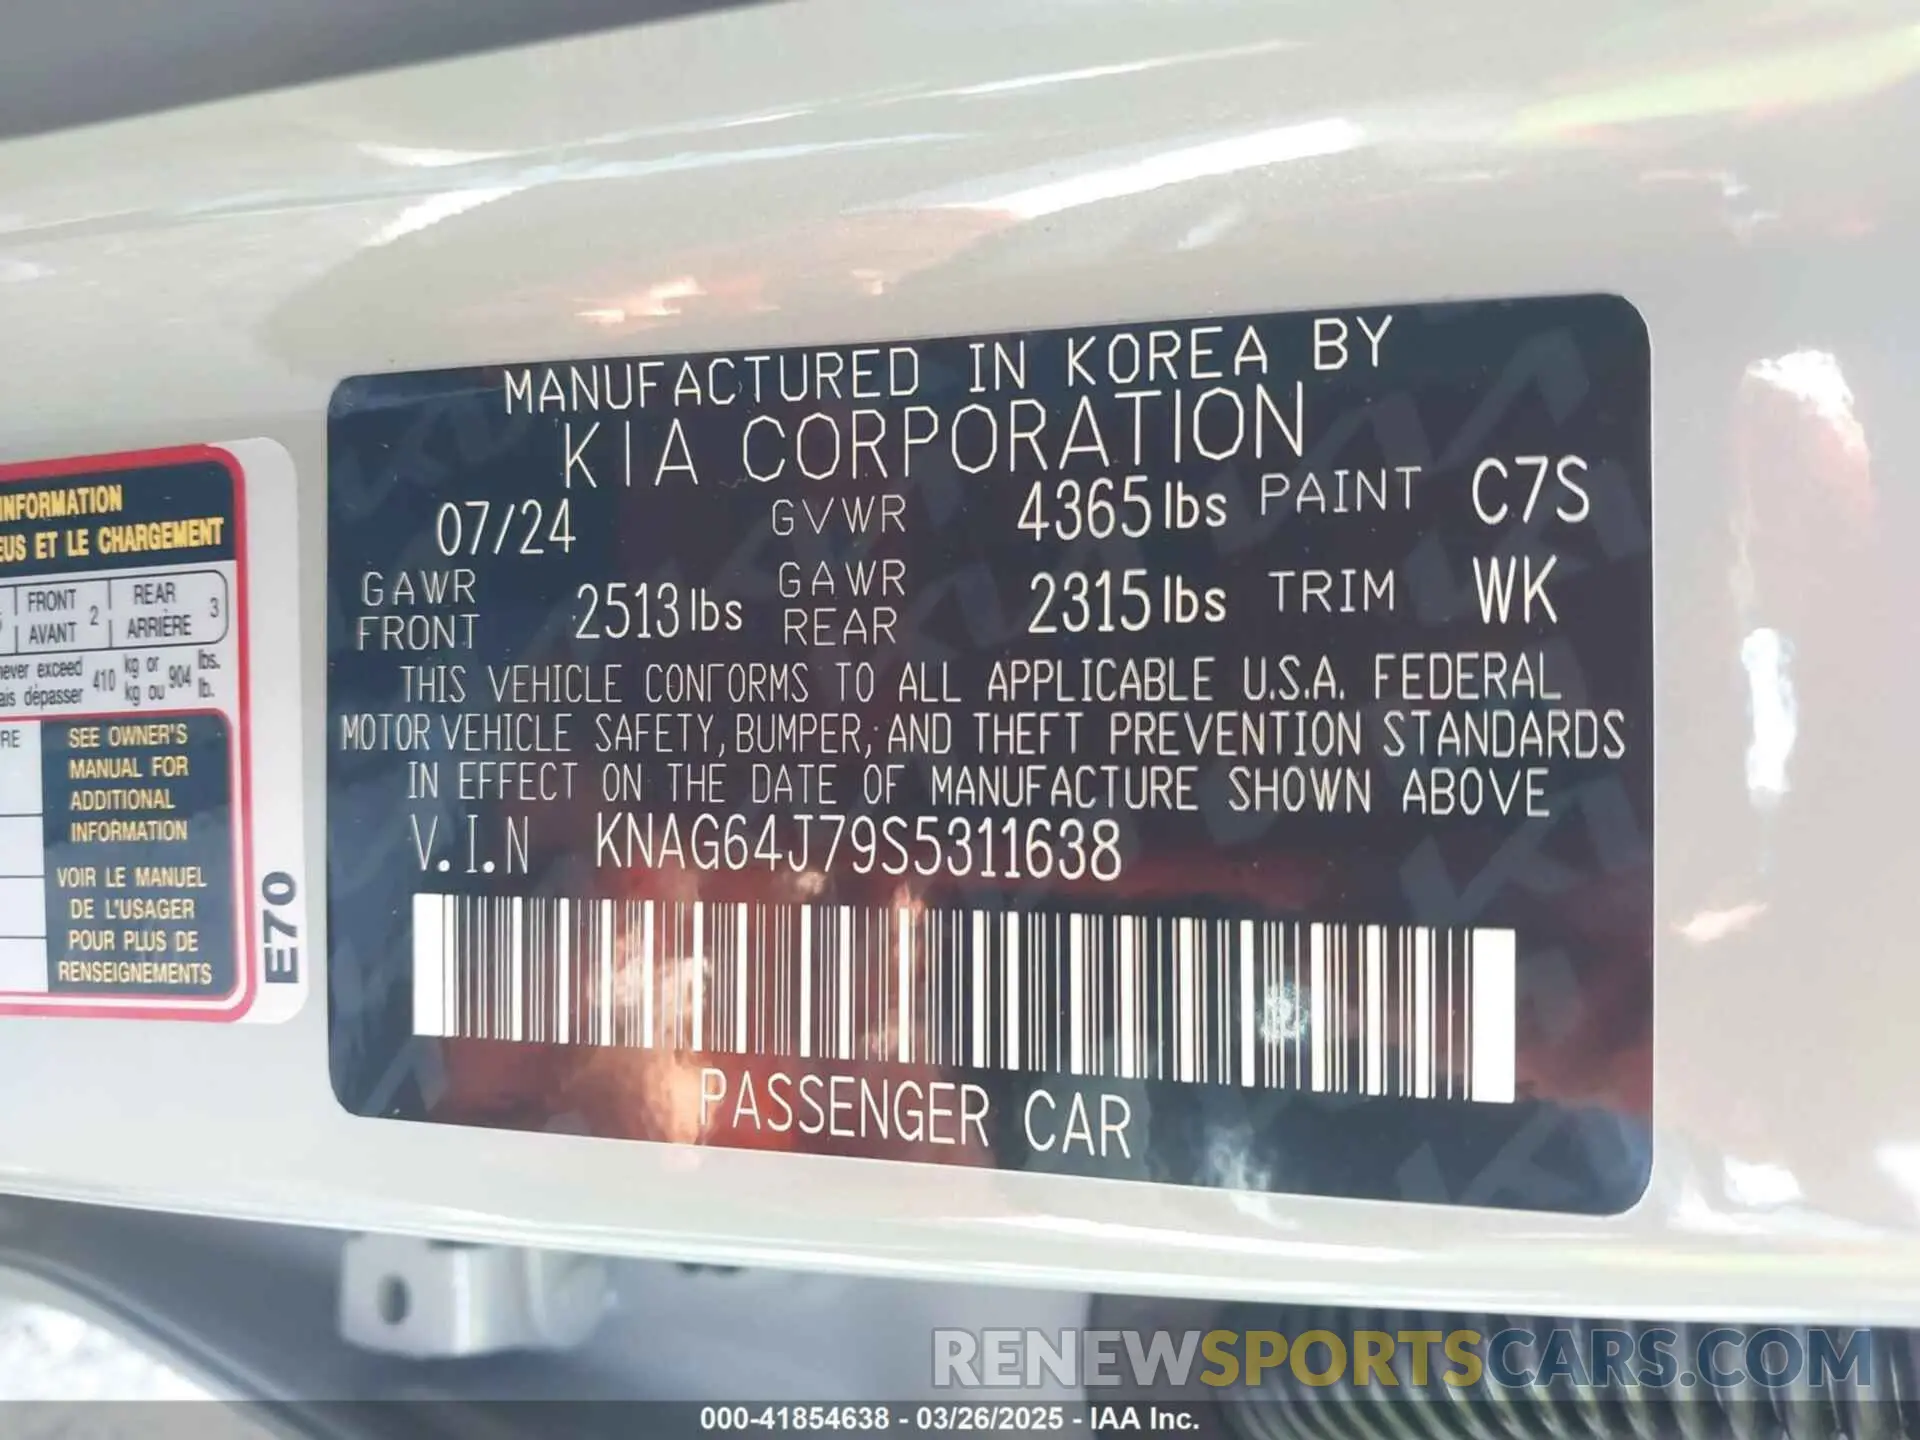 MANUFACTURED IN KOREA BY
KIA CORPORATION
07/24 GVWR 4365 lbs PAINT C7S
GAWR FRONT 2513 lbs GAWR REAR 2315 lbs TRIM WK
THIS VEHICLE CONFORMS TO ALL APPLICABLE U.S.A. FEDERAL
MOTOR VEHICLE SAFETY, BUMPER, AND THEFT PREVENTION STANDARDS
IN EFFECT ON THE DATE OF MANUFACTURE SHOWN ABOVE
V.I.N KNAG64J79S5311638
PASSENGER CAR
INFORMATION
ET LE CHARGEMENT
FRONT AVANT 2 REAR ARRIÈRE 3
never exceed 410 kg or 904 lbs.
dépasser kg ou lb.
SEE OWNER'S
MANUAL FOR
ADDITIONAL
INFORMATION
VOIR LE MANUEL
DE L'USAGER
POUR PLUS DE
RENSEIGNEMENTS
E70
RENEWSPORTSCARS.COM
000-41854638 - 03/26/2025 - IAA Inc.